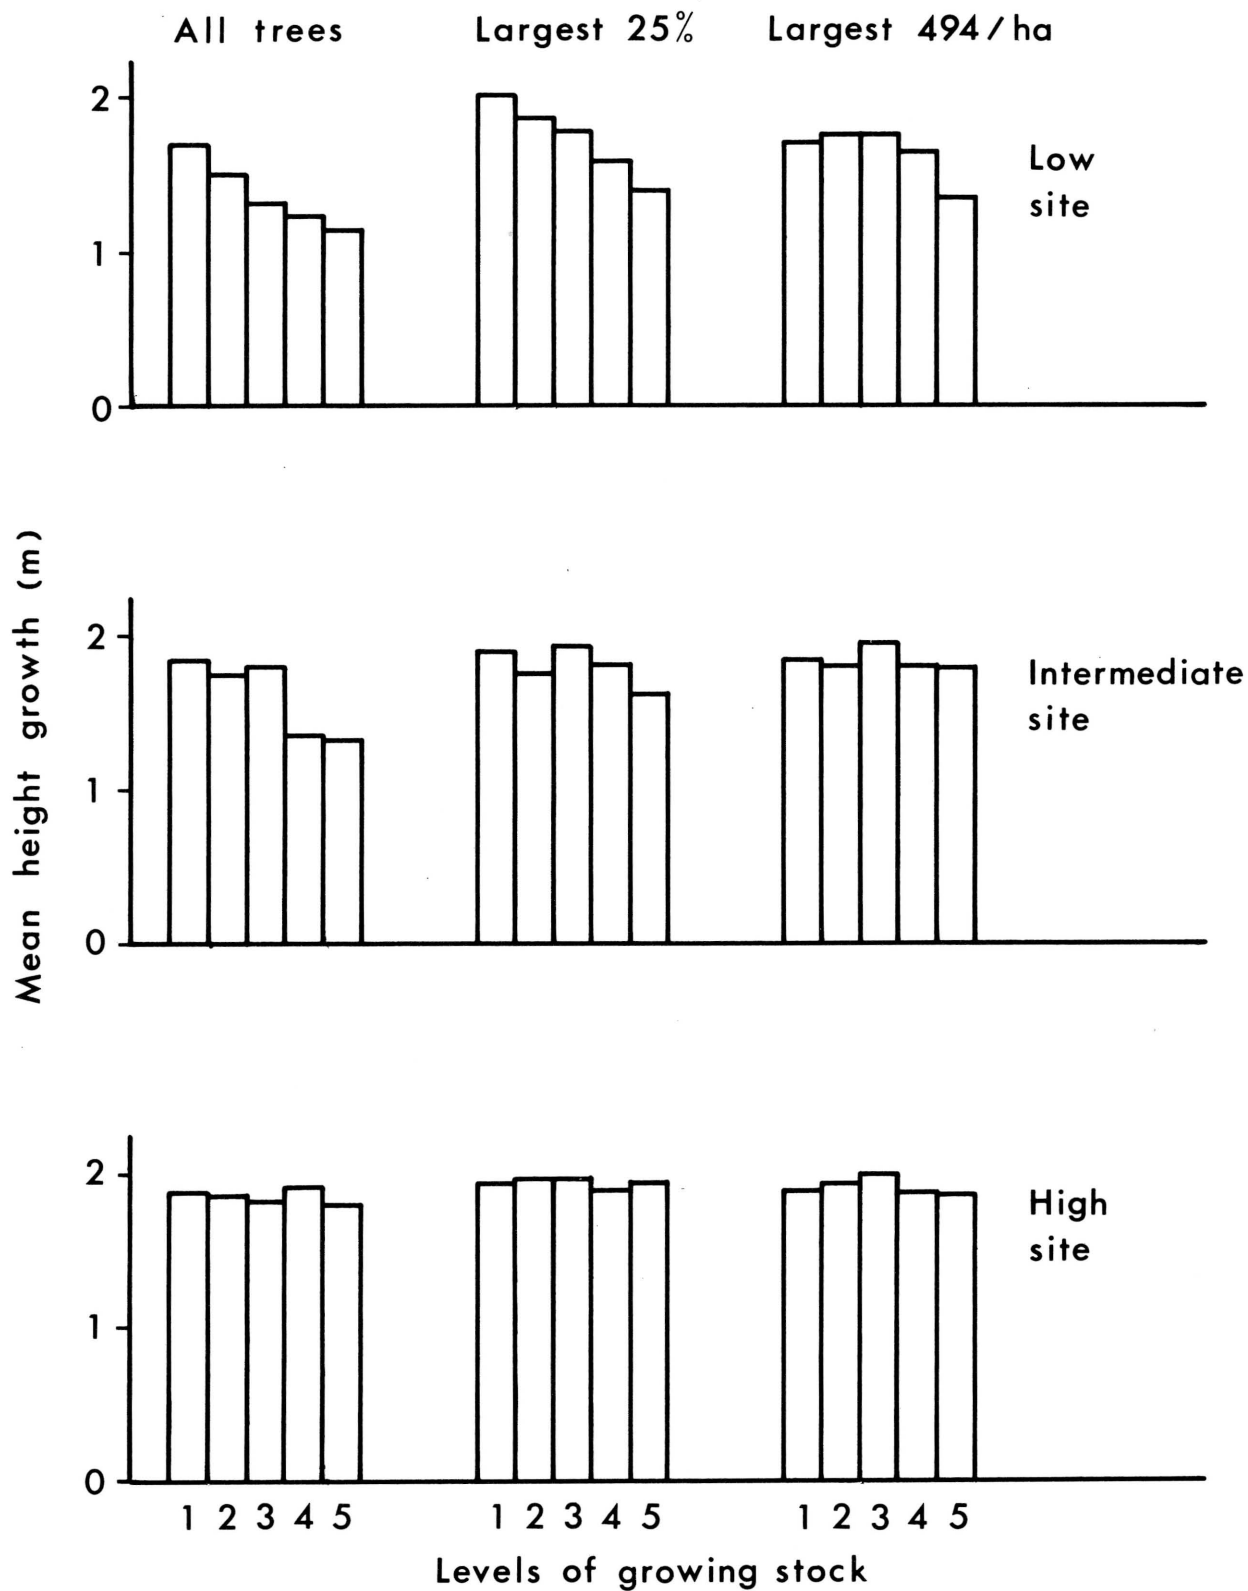 All trees
Largest 25%
Largest 494/ha
2
1
0
Low
site
Mean height growth (m)
2
1
0
Intermediate
site
2
1
0
High
site
1 2 3 4 5
1 2 3 4 5
1 2 3 4 5
Levels of growing stock